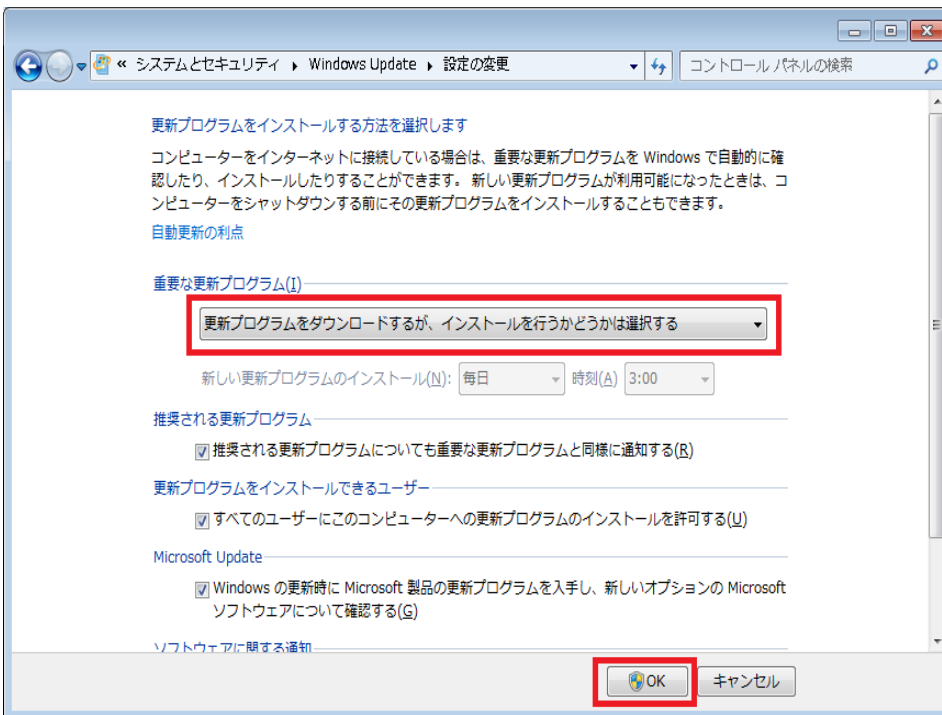 « システムとセキュリティ ▸ Windows Update ▸ 設定の変更
コントロール パネルの検索
更新プログラムをインストールする方法を選択します
コンピューターをインターネットに接続している場合は、重要な更新プログラムを Windows で自動的に確
認したり、インストールしたりすることができます。 新しい更新プログラムが利用可能になったときは、コ
ンピューターをシャットダウンする前にその更新プログラムをインストールすることもできます。
自動更新の利点
重要な更新プログラム(I)
更新プログラムをダウンロードするが、インストールを行うかどうかは選択する
新しい更新プログラムのインストール(N): 毎日 時刻(A) 3:00
推奨される更新プログラム
推奨される更新プログラムについても重要な更新プログラムと同様に通知する(R)
更新プログラムをインストールできるユーザー
すべてのユーザーにこのコンピューターへの更新プログラムのインストールを許可する(U)
Microsoft Update
Windows の更新時に Microsoft 製品の更新プログラムを入手し、新しいオプションの Microsoft
ソフトウェアについて確認する(G)
ソフトウェアに関する通知
OK キャンセル